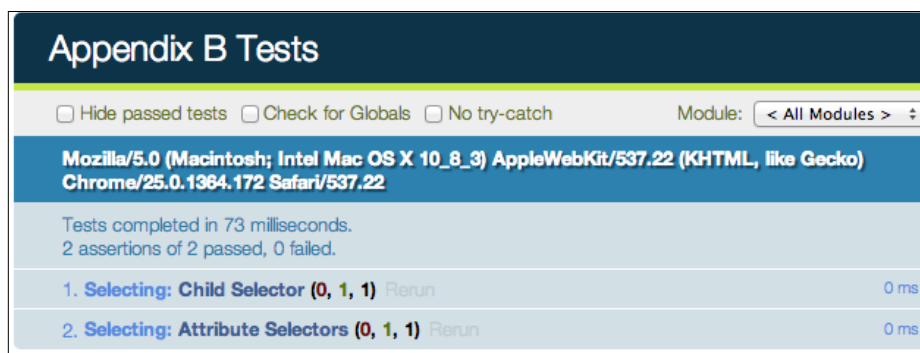 Appendix B Tests
Hide passed tests Check for Globals No try-catch Module: < All Modules >
Mozilla/5.0 (Macintosh; Intel Mac OS X 10_8_3) AppleWebKit/537.22 (KHTML, like Gecko)
Chrome/25.0.1364.172 Safari/537.22
Tests completed in 73 milliseconds.
2 assertions of 2 passed, 0 failed.
1. Selecting: Child Selector (0, 1, 1) Rerun 0 ms
2. Selecting: Attribute Selectors (0, 1, 1) Rerun 0 ms